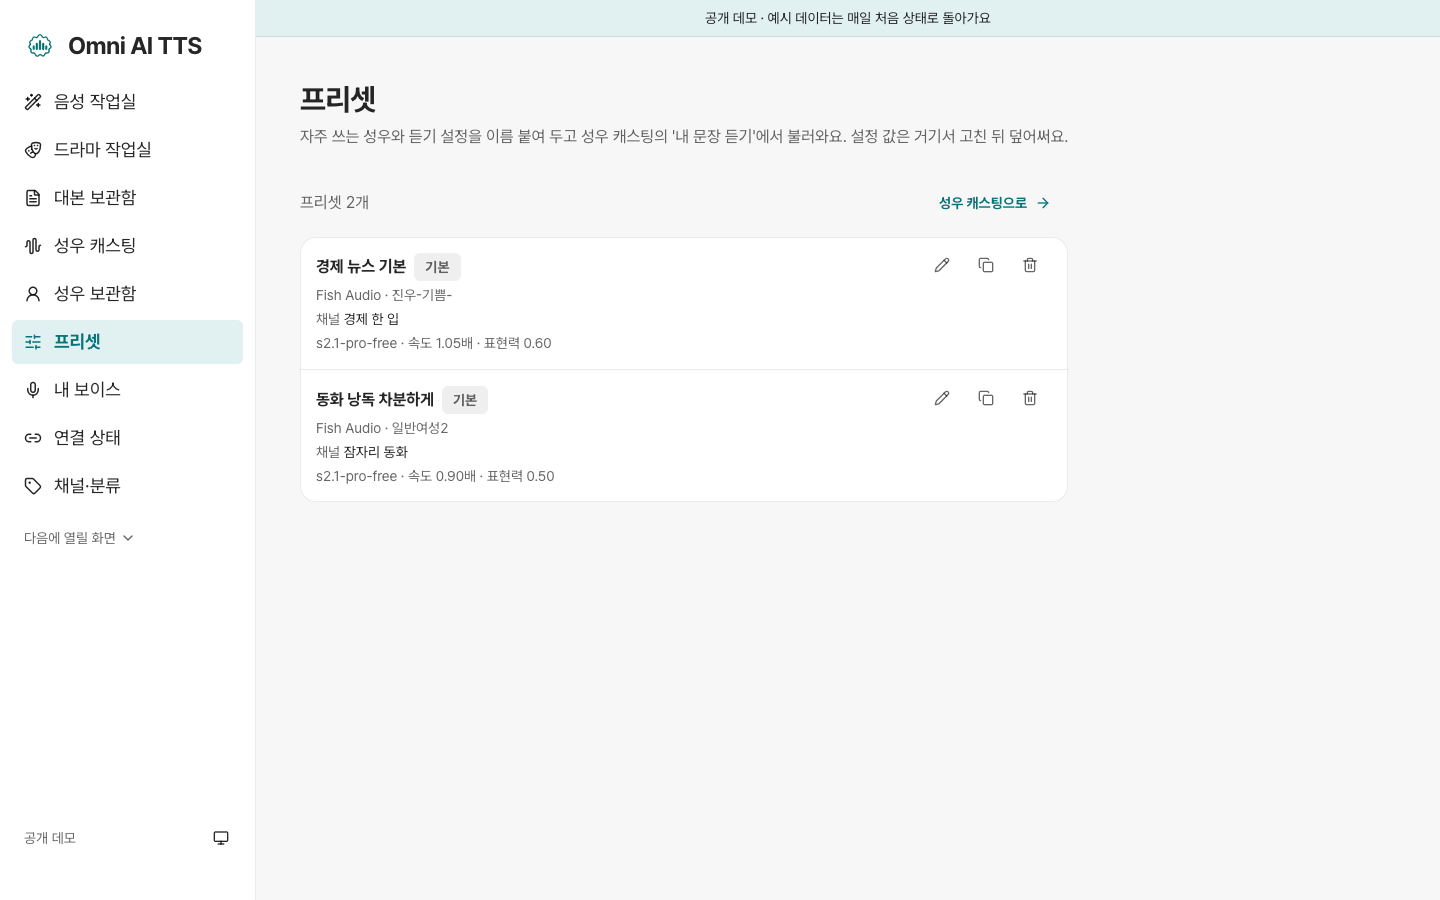 공개 데모 · 예시 데이터는 매일 처음 상태로 돌아가요
Omni AI TTS
음성 작업실
드라마 작업실
대본 보관함
성우 캐스팅
성우 보관함
프리셋
내 보이스
연결 상태
채널·분류
다음에 열릴 화면
공개 데모
프리셋
자주 쓰는 성우와 듣기 설정을 이름 붙여 두고 성우 캐스팅의 '내 문장 듣기'에서 불러와요. 설정 값은 거기서 고친 뒤 덮어써요.
프리셋 2개
성우 캐스팅으로
경제 뉴스 기본 기본
Fish Audio · 진우-기쁨-
채널 경제 한 입
s2.1-pro-free · 속도 1.05배 · 표현력 0.60
동화 낭독 차분하게 기본
Fish Audio · 일반여성2
채널 잠자리 동화
s2.1-pro-free · 속도 0.90배 · 표현력 0.50